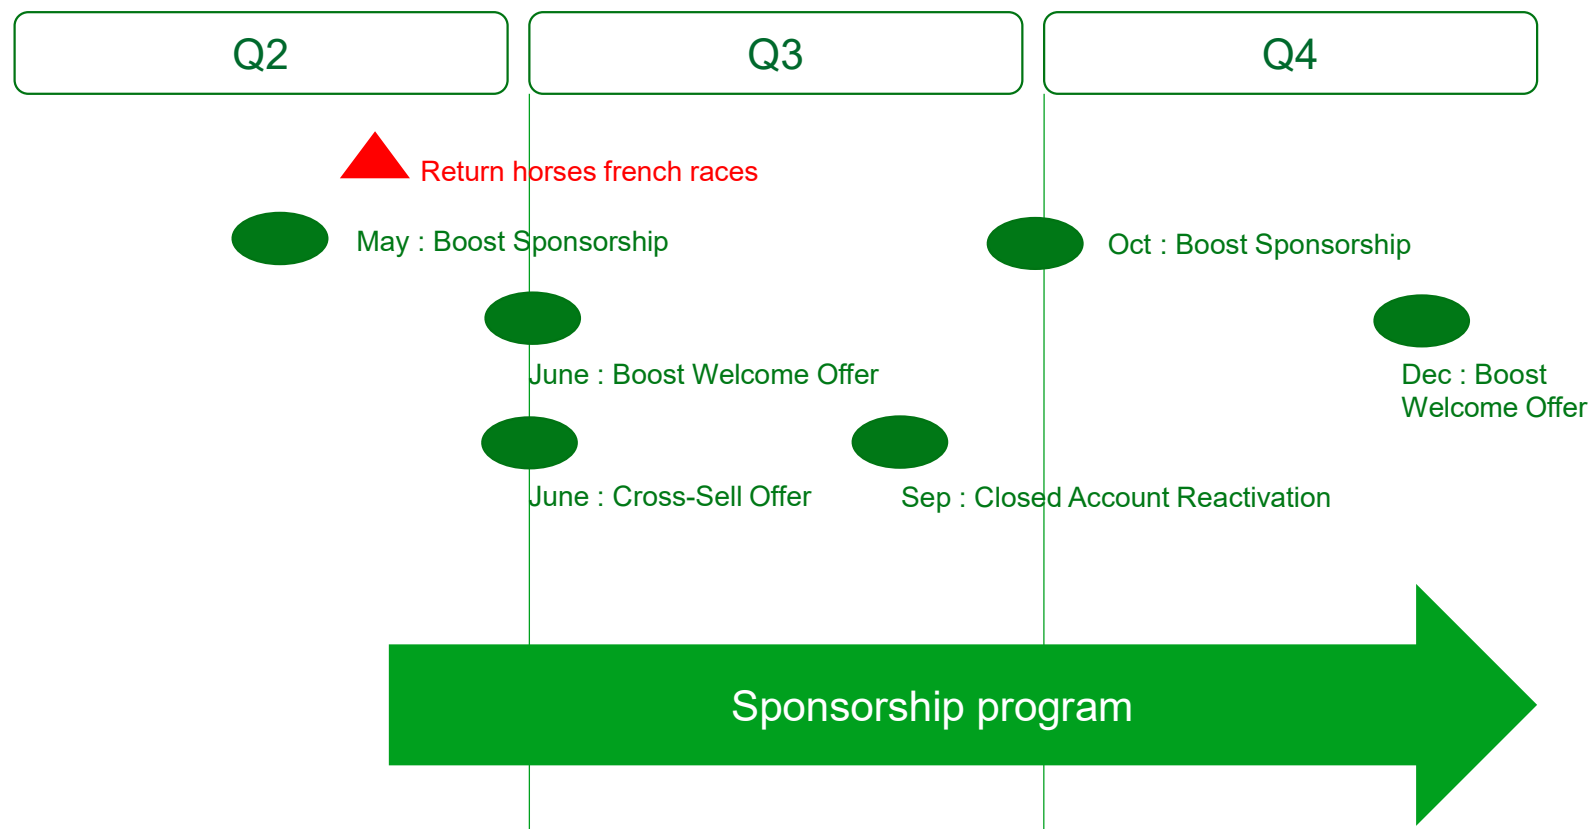 Q2
Q3
Q4
Return horses french races
May : Boost Sponsorship
Oct : Boost Sponsorship
June : Boost Welcome Offer
Dec : Boost
Welcome Offer
June : Cross-Sell Offer
Sep : Closed Account Reactivation
Sponsorship program